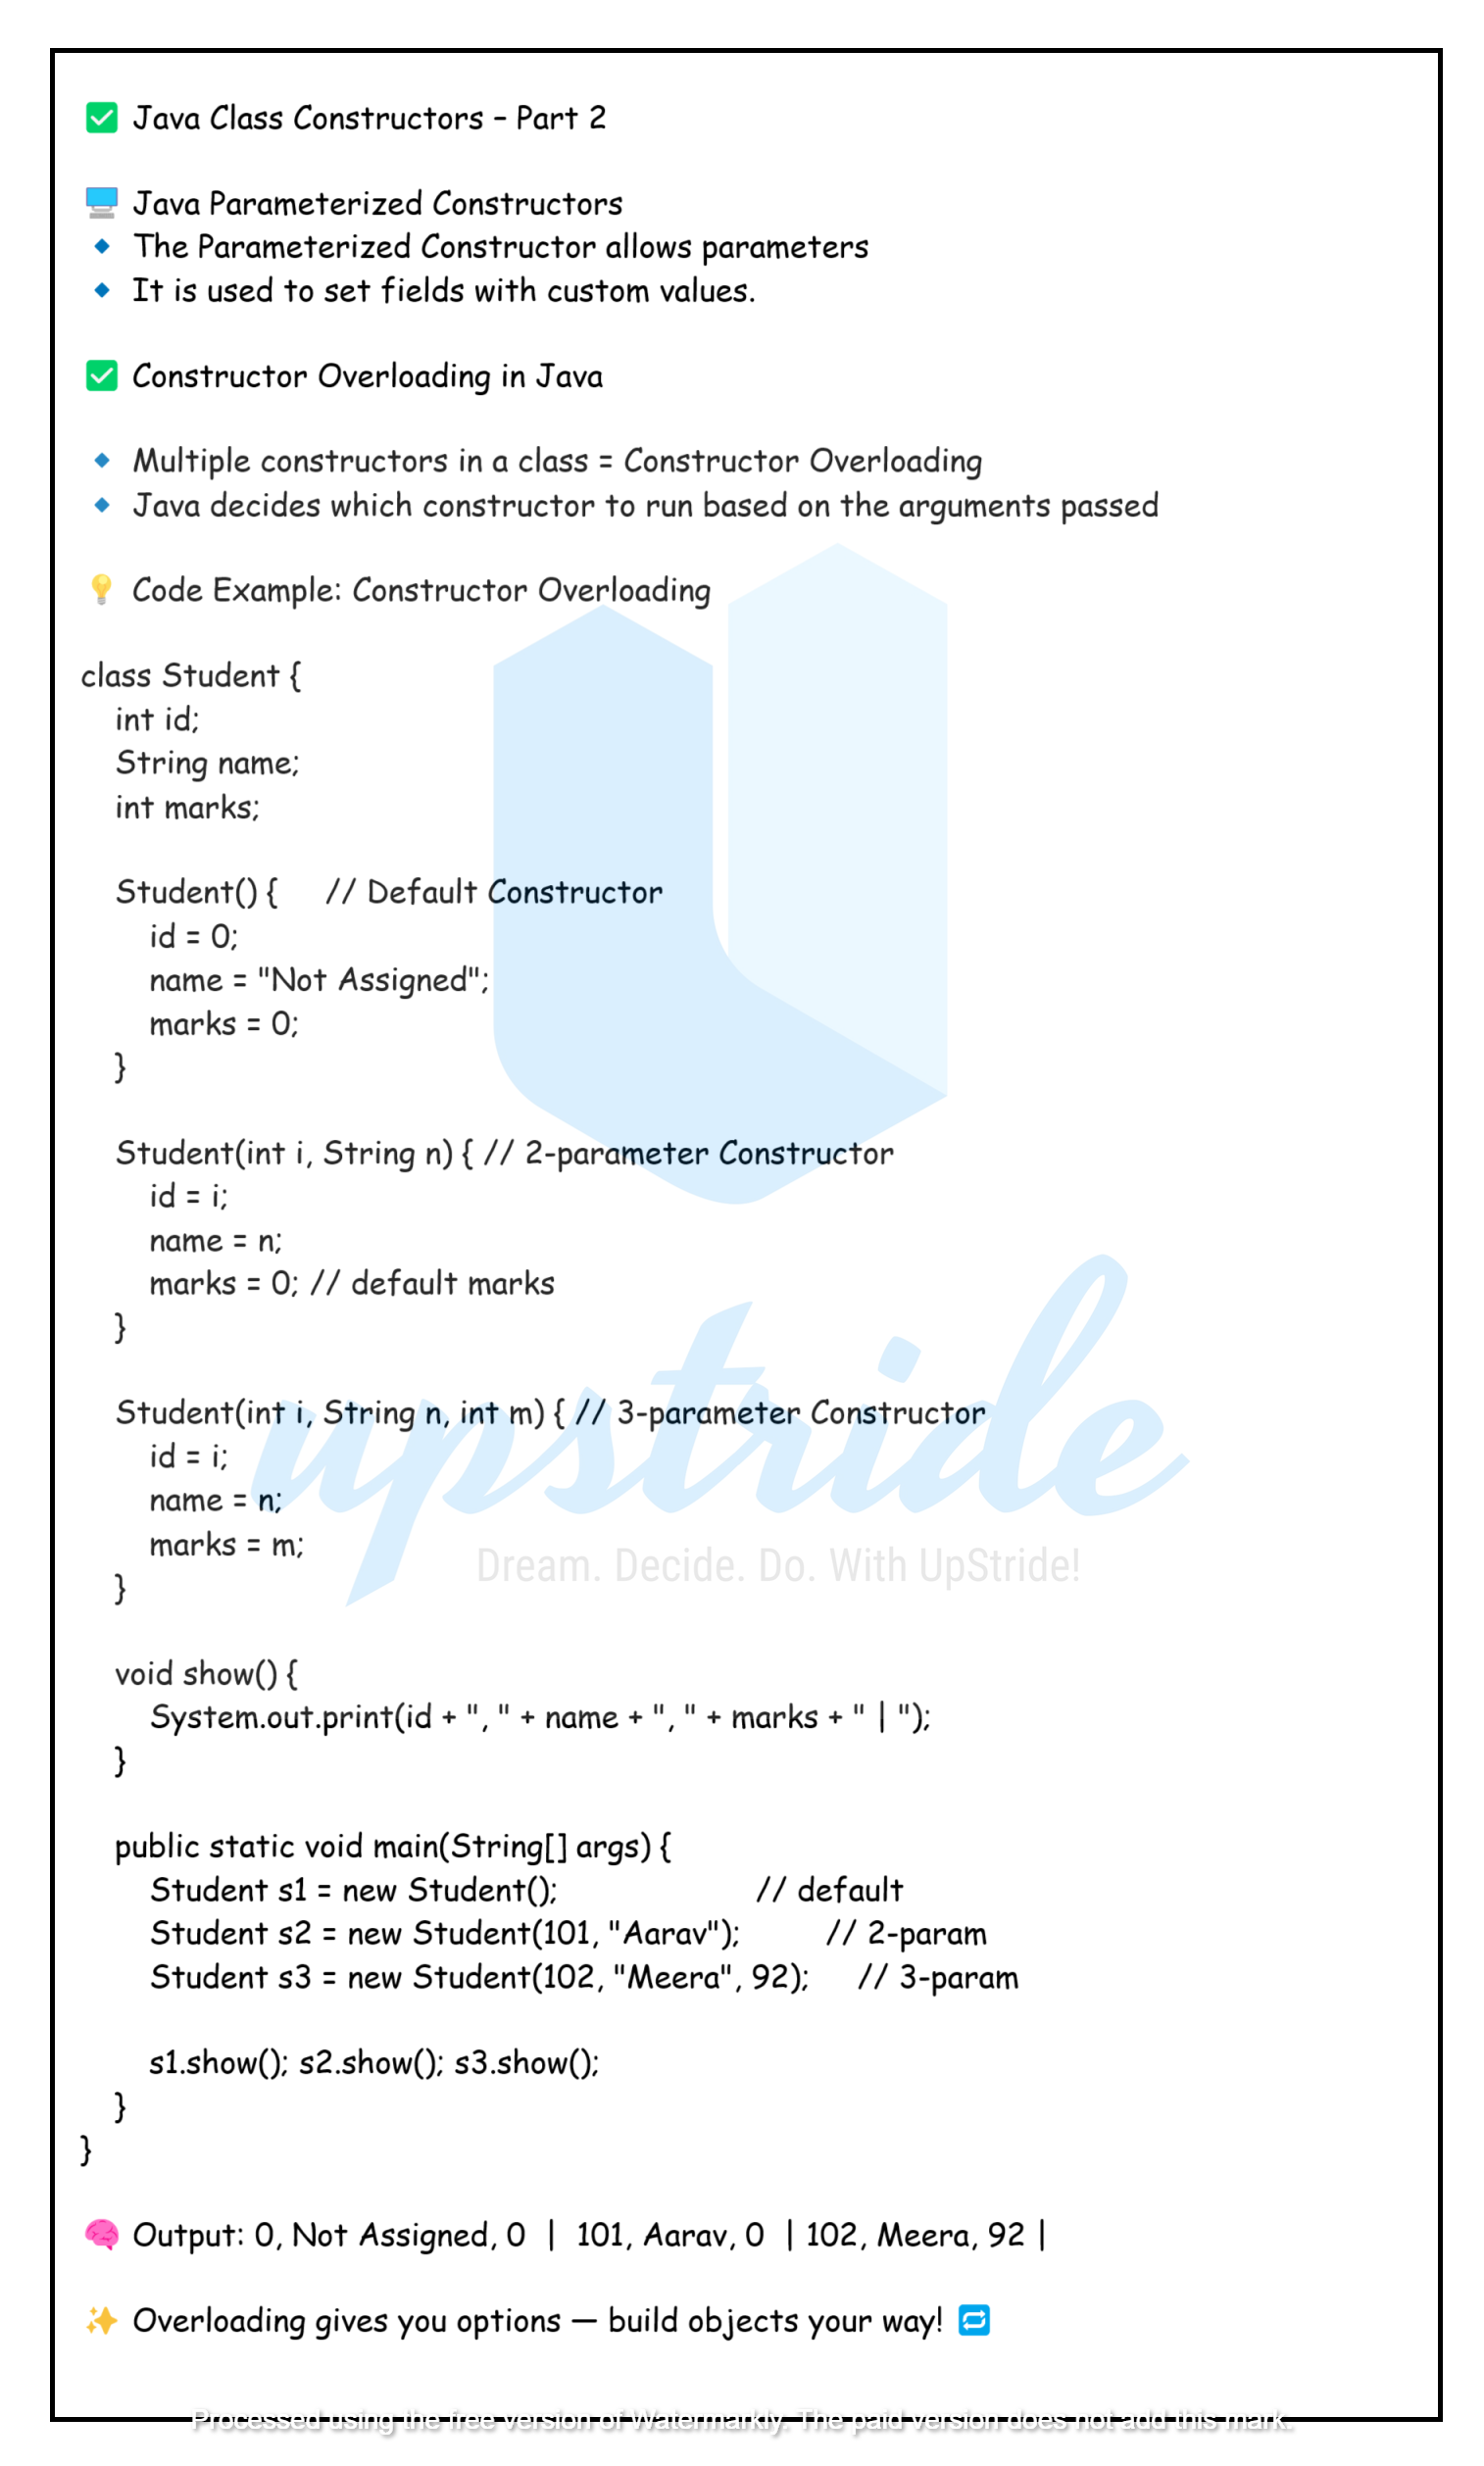 ✅ Java Class Constructors – Part 2
🖥️ Java Parameterized Constructors
🔹 The Parameterized Constructor allows parameters
🔹 It is used to set fields with custom values.
✅ Constructor Overloading in Java
🔹 Multiple constructors in a class = Constructor Overloading
🔹 Java decides which constructor to run based on the arguments passed
💡 Code Example: Constructor Overloading
class Student {
    int id;
    String name;
    int marks;
    Student() {     // Default Constructor
        id = 0;
        name = "Not Assigned";
        marks = 0;
    }
    Student(int i, String n) { // 2-parameter Constructor
        id = i;
        name = n;
        marks = 0; // default marks
    }
    Student(int i, String n, int m) { // 3-parameter Constructor
        id = i;
        name = n;
        marks = m;
    }
upstride
Dream. Decide. Do. With UpStride!
    void show() {
        System.out.print(id + ", " + name + ", " + marks + " | ");
    }
    public static void main(String[] args) {
        Student s1 = new Student();                    // default
        Student s2 = new Student(101, "Aarav");         // 2-param
        Student s3 = new Student(102, "Meera", 92);     // 3-param
        s1.show(); s2.show(); s3.show();
    }
}
🧠 Output: 0, Not Assigned, 0  |  101, Aarav, 0  | 102, Meera, 92 |
✨ Overloading gives you options — build objects your way! 🔁
Processed using the free version of Watermarkly. The paid version does not add this mark.